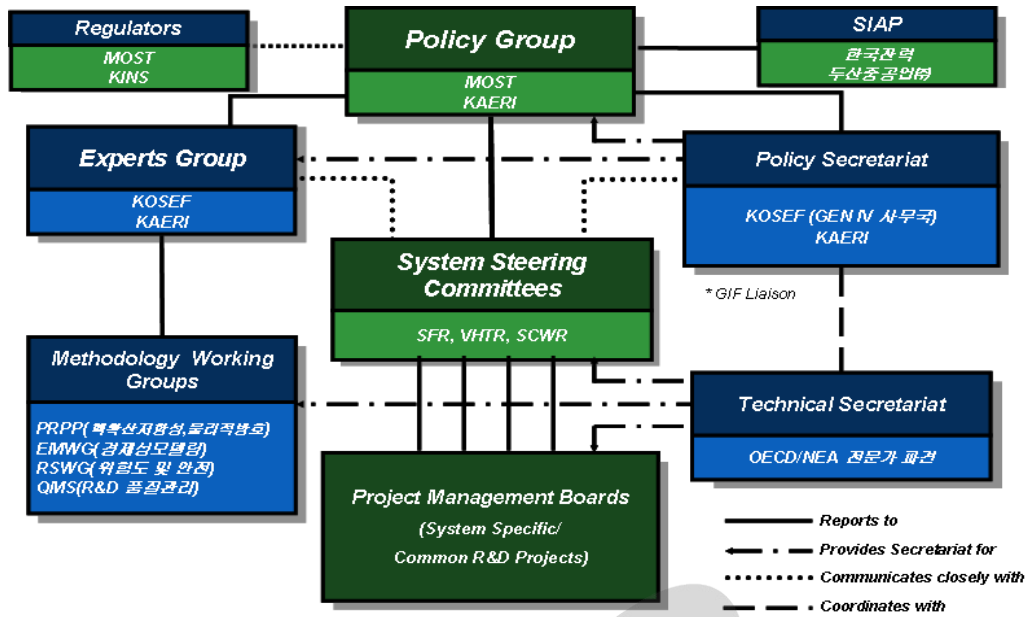 Regulators
MOST
KINS
Policy Group
MOST
KAERI
SIAP
한국전력
두산중공업㈜
Experts Group
KOSEF
KAERI
Policy Secretariat
KOSEF (GEN IV 사무국)
KAERI
* GIF Liaison
System Steering
Committees
SFR, VHTR, SCWR
Methodology Working
Groups
PRPP(핵확산저항성,물리적방호)
EMWG(경제성모델링)
RSWG(위험도 및 안전)
QMS(R&D 품질관리)
Technical Secretariat
OECD/NEA 전문가 파견
Project Management Boards
(System Specific/
Common R&D Projects)
Reports to
Provides Secretariat for
Communicates closely with
Coordinates with